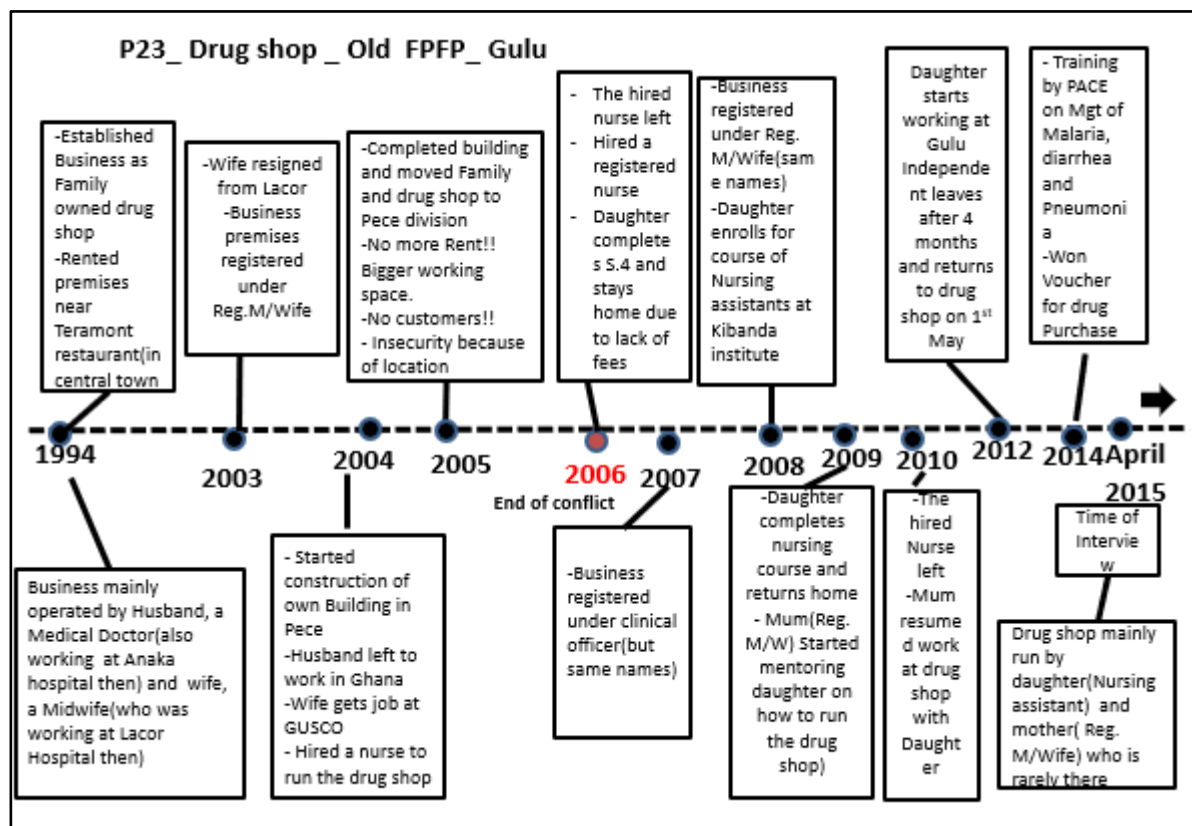 P23_ Drug shop _ Old FPFP_ Gulu
-Established
Business as
Family
owned drug
shop
-Rented
premises
near
Teramont
restaurant(in
central town
-Wife resigned
from Lacor
-Business
premises
registered
under
Reg.M/Wife
-Completed building
and moved Family
and drug shop to
Pece division
-No more Rent!!
Bigger working
space.
-No customers!!
- Insecurity because
of location
- The hired
nurse left
- Hired a
registered
nurse
- Daughter
complete
s S.4 and
stays
home due
to lack of
fees
-Business
registered
under Reg.
M/Wife(sam
e names)
-Daughter
enrolls for
course of
Nursing
assistants at
Kibanda
institute
Daughter
starts
working at
Gulu
Independe
nt leaves
after 4
months
and returns
to drug
shop on 1st
May
- Training
by PACE
on Mgt of
Malaria,
diarrhea
and
Pneumoni
a
-Won
Voucher
for drug
Purchase
1994
2003
2004
2005
2006
End of conflict
2007
2008
2009
2010
2012
2014
April
2015
Business mainly
operated by Husband, a
Medical Doctor(also
working at Anaka
hospital then) and wife,
a Midwife(who was
working at Lacor
Hospital then)
- Started
construction of
own Building in
Pece
-Husband left to
work in Ghana
-Wife gets job at
GUSCO
- Hired a nurse to
run the drug shop
-Business
registered
under clinical
officer(but
same names)
-Daughter
completes
nursing
course and
returns home
- Mum(Reg.
M/W) Started
mentoring
daughter on
how to run
the drug
shop)
-The
hired
Nurse
left
-Mum
resume
d work
at drug
shop
with
Daught
er
Time of
Intervie
w
Drug shop mainly
run by
daughter(Nursing
assistant) and
mother( Reg.
M/Wife) who is
rarely there